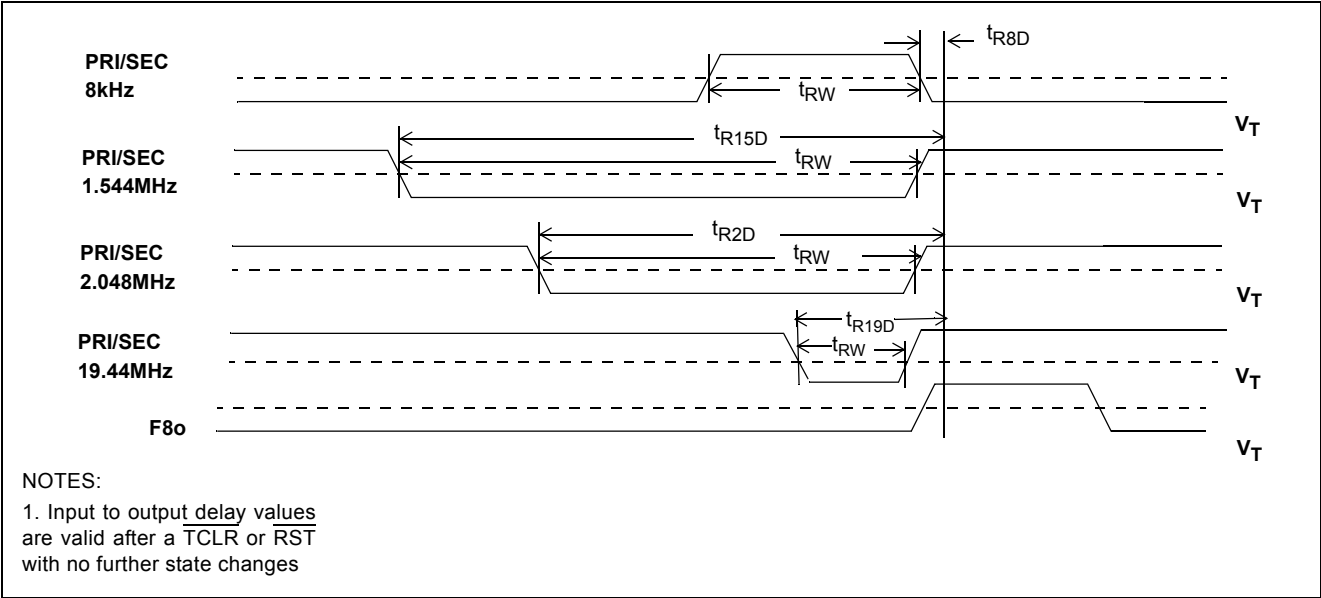 tR8D
PRI/SEC
8kHz
tRW
VT
tR15D
PRI/SEC
1.544MHz
tRW
VT
tR2D
PRI/SEC
2.048MHz
tRW
VT
tR19D
PRI/SEC
19.44MHz
tRW
VT
F8o
VT
NOTES:
1. Input to output delay values
are valid after a TCLR or RST
with no further state changes